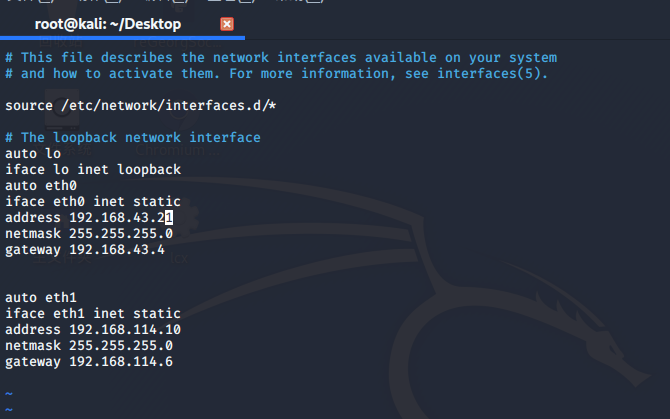 root@kali: ~/Desktop
# This file describes the network interfaces available on your system
# and how to activate them. For more information, see interfaces(5).
source /etc/network/interfaces.d/*
# The loopback network interface
auto lo
iface lo inet loopback
auto eth0
iface eth0 inet static
address 192.168.43.21
netmask 255.255.255.0
gateway 192.168.43.4
auto eth1
iface eth1 inet static
address 192.168.114.10
netmask 255.255.255.0
gateway 192.168.114.6
~
~